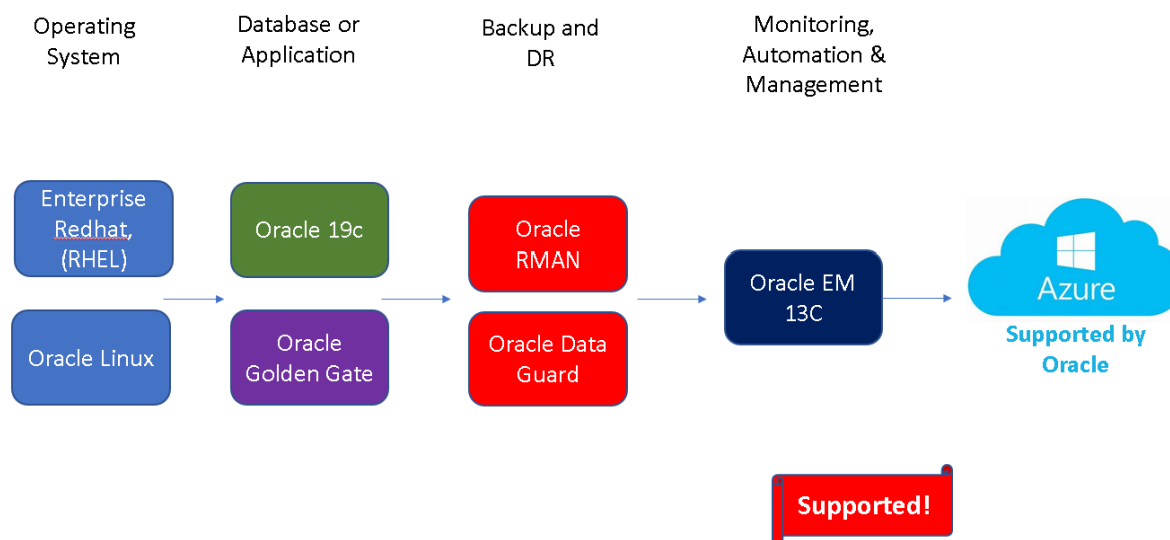 Operating
System
Database or
Application
Backup and
DR
Monitoring,
Automation &
Management
Enterprise
Redhat,
(RHEL)
Oracle Linux
Oracle 19c
Oracle
Golden Gate
Oracle
RMAN
Oracle Data
Guard
Oracle EM
13C
Azure
Supported by
Oracle
Supported!